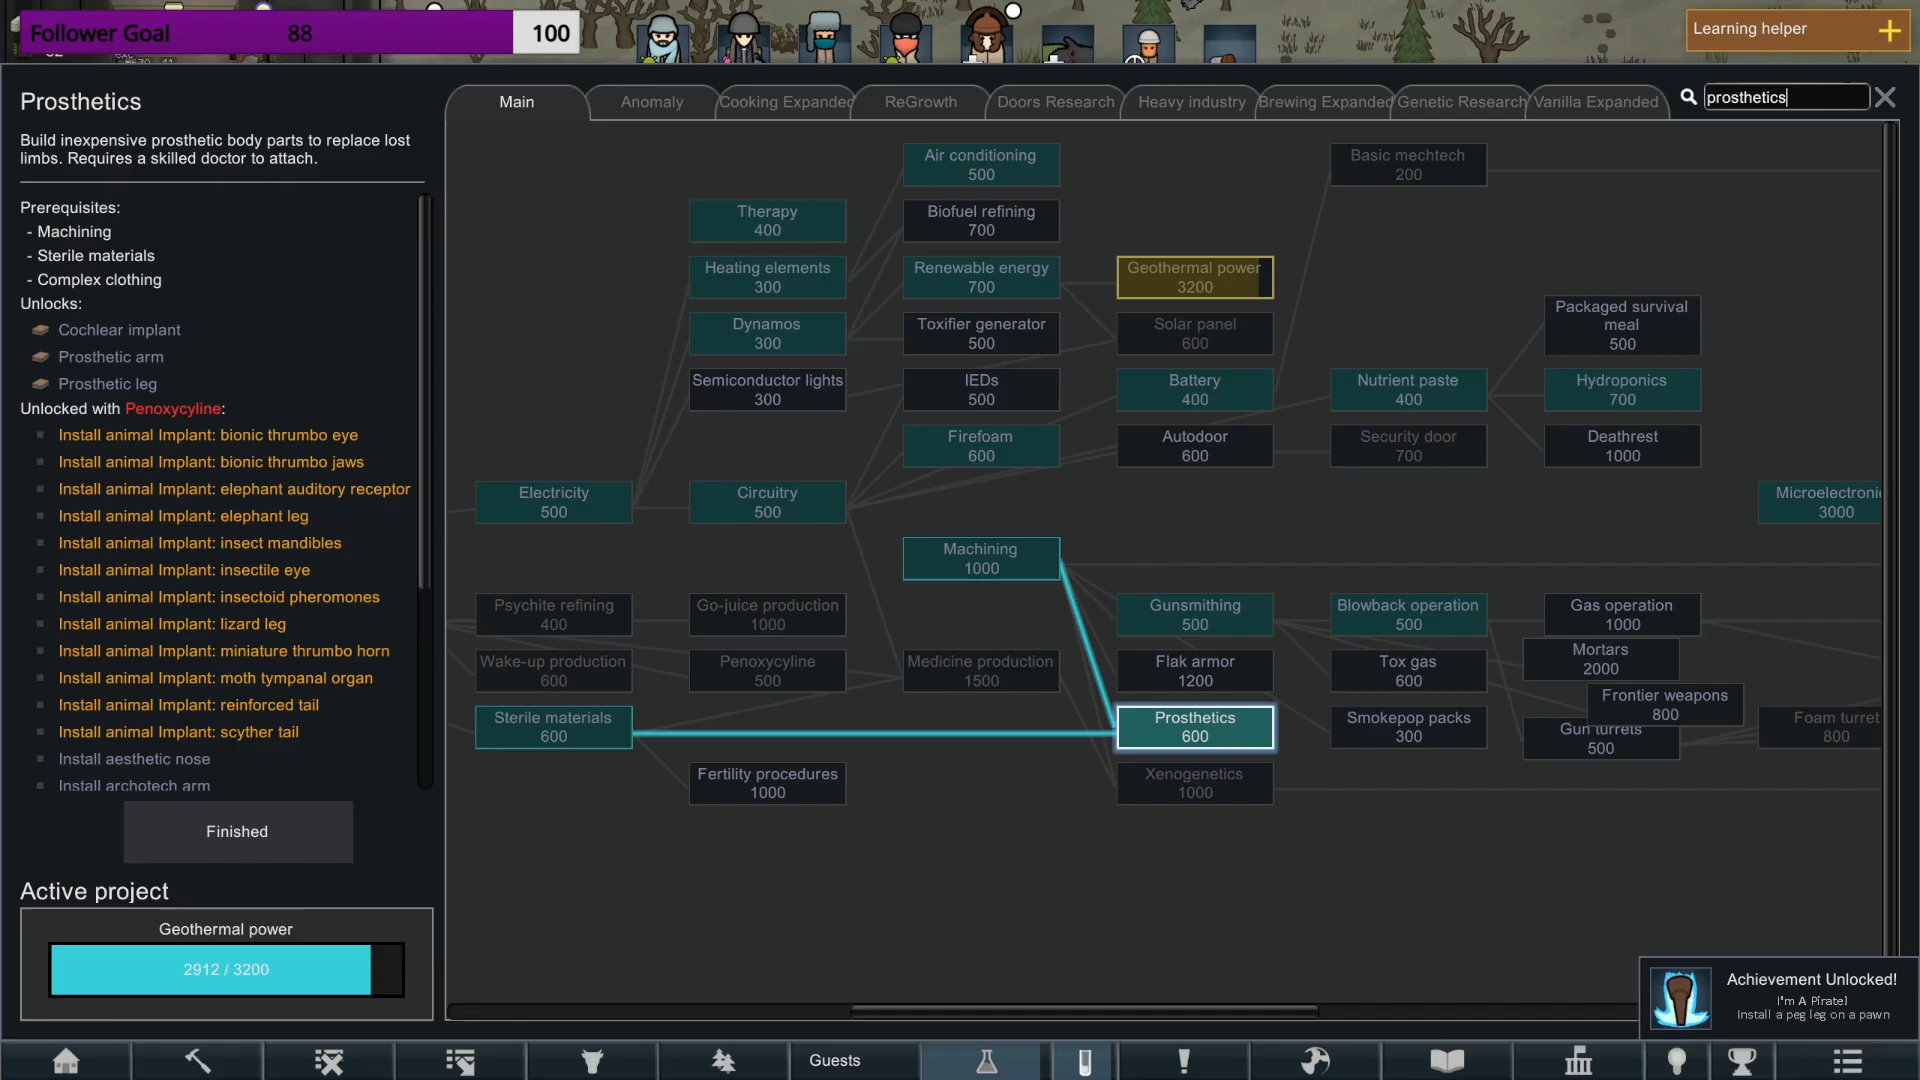 Follower Goal 88 100
Learning helper
Prosthetics
Build inexpensive prosthetic body parts to replace lost
limbs. Requires a skilled doctor to attach.
Prerequisites:
- Machining
- Sterile materials
- Complex clothing
Unlocks:
Cochlear implant
Prosthetic arm
Prosthetic leg
Unlocked with Penoxycyline:
Install animal Implant: bionic thrumbo eye
Install animal Implant: bionic thrumbo jaws
Install animal Implant: elephant auditory receptor
Install animal Implant: elephant leg
Install animal Implant: insect mandibles
Install animal Implant: insectile eye
Install animal Implant: insectoid pheromones
Install animal Implant: lizard leg
Install animal Implant: miniature thrumbo horn
Install animal Implant: moth tympanal organ
Install animal Implant: reinforced tail
Install animal Implant: scyther tail
Install aesthetic nose
Install archotech arm
Finished
Active project
Geothermal power
2912 / 3200
Main
Anomaly
Cooking Expanded
ReGrowth
Doors Research
Heavy industry
Brewing Expanded
Genetic Research
Vanilla Expanded
prosthetics
Air conditioning
500
Basic mechtech
200
Therapy
400
Biofuel refining
700
Heating elements
300
Renewable energy
700
Geothermal power
3200
Dynamos
300
Toxifier generator
500
Solar panel
600
Packaged survival
meal
500
Semiconductor lights
300
IEDs
500
Battery
400
Nutrient paste
400
Hydroponics
700
Firefoam
600
Autodoor
600
Security door
700
Deathrest
1000
Electricity
500
Circuitry
500
Microelectronic
3000
Machining
1000
Psychite refining
400
Go-juice production
1000
Gunsmithing
500
Blowback operation
500
Gas operation
1000
Wake-up production
600
Penoxycyline
500
Medicine production
1500
Flak armor
1200
Tox gas
600
Mortars
2000
Frontier weapons
800
Sterile materials
600
Prosthetics
600
Smokepop packs
300
Gun turrets
500
Foam turret
800
Fertility procedures
1000
Xenogenetics
1000
Achievement Unlocked!
I'm A Pirate!
Install a peg leg on a pawn
Guests